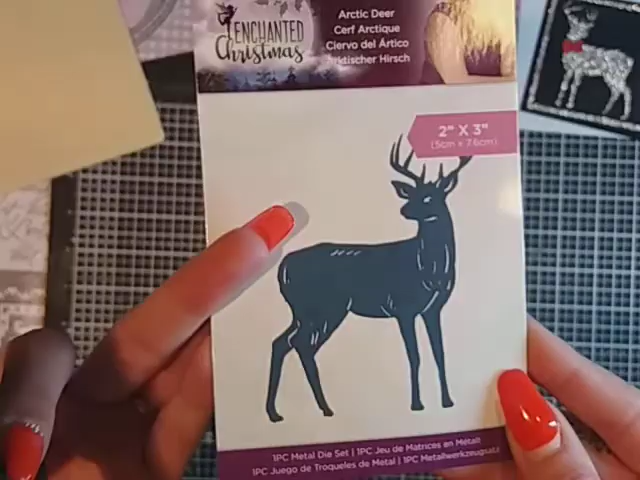 ENCHANTED
Christmas
Arctic Deer
Cerf Arctique
Ciervo del Ártico
Arktischer Hirsch
2" X 3"
(5cm x 7.6cm)
1PC Metal Die Set | 1PC Jeu de Matrices en Métall
1PC Juego de Troqueles de Metal | 1PC Metallwerkzeugsatz